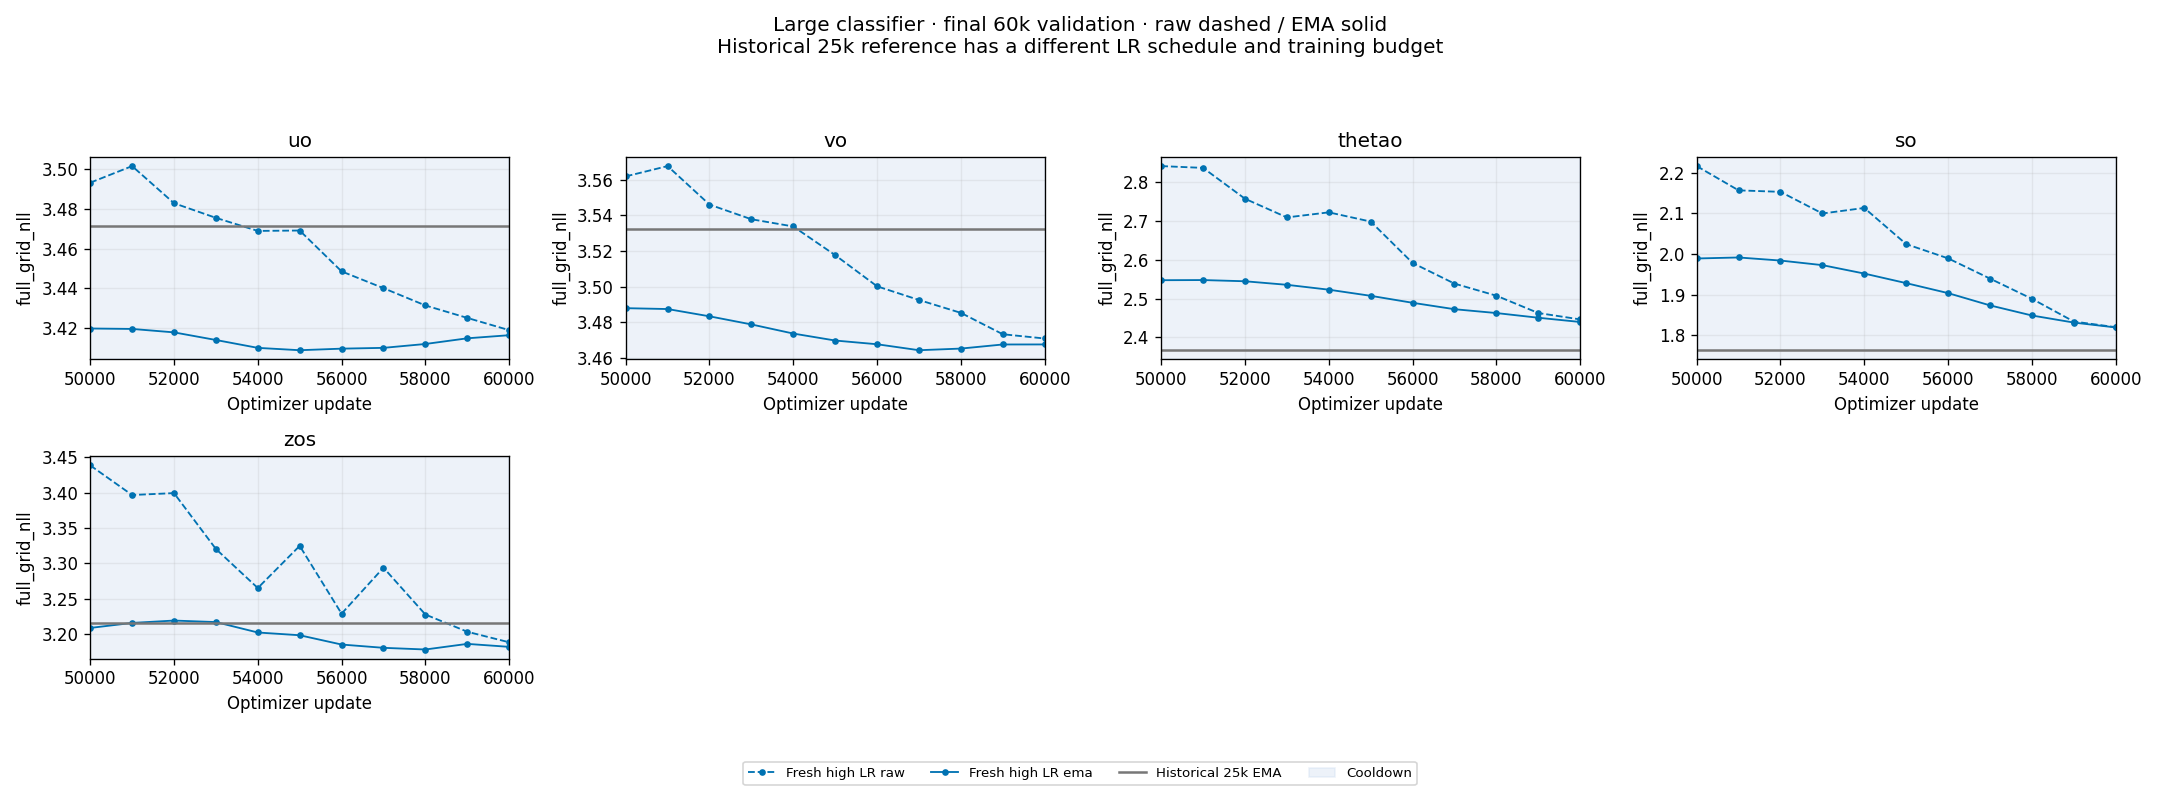 Large classifier · final 60k validation · raw dashed / EMA solid
Historical 25k reference has a different LR schedule and training budget
uo
full_grid_nll
3.50
3.48
3.46
3.44
3.42
50000 52000 54000 56000 58000 60000
Optimizer update
vo
full_grid_nll
3.56
3.54
3.52
3.50
3.48
3.46
50000 52000 54000 56000 58000 60000
Optimizer update
thetao
full_grid_nll
2.8
2.7
2.6
2.5
2.4
50000 52000 54000 56000 58000 60000
Optimizer update
so
full_grid_nll
2.2
2.1
2.0
1.9
1.8
50000 52000 54000 56000 58000 60000
Optimizer update
zos
full_grid_nll
3.45
3.40
3.35
3.30
3.25
3.20
50000 52000 54000 56000 58000 60000
Optimizer update
Fresh high LR raw Fresh high LR ema Historical 25k EMA Cooldown